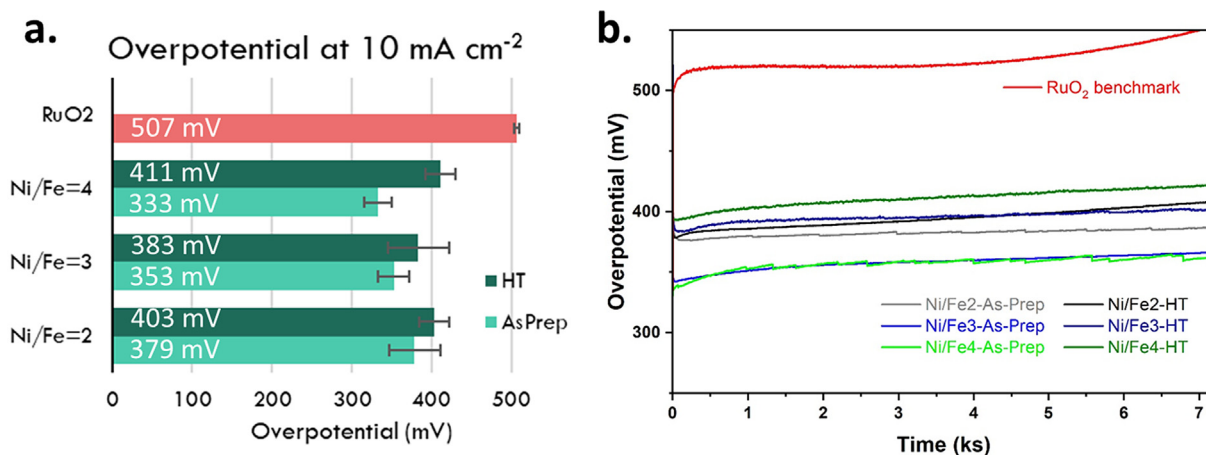 a.
Overpotential at 10 mA cm⁻²
RuO2
507 mV
Ni/Fe=4
411 mV
333 mV
Ni/Fe=3
383 mV
353 mV
Ni/Fe=2
403 mV
379 mV
HT
AsPrep
0 100 200 300 400 500
Overpotential (mV)
b.
500
400
300
Overpotential (mV)
RuO₂ benchmark
Ni/Fe2-As-Prep Ni/Fe2-HT
Ni/Fe3-As-Prep Ni/Fe3-HT
Ni/Fe4-As-Prep Ni/Fe4-HT
0 1 2 3 4 5 6 7
Time (ks)